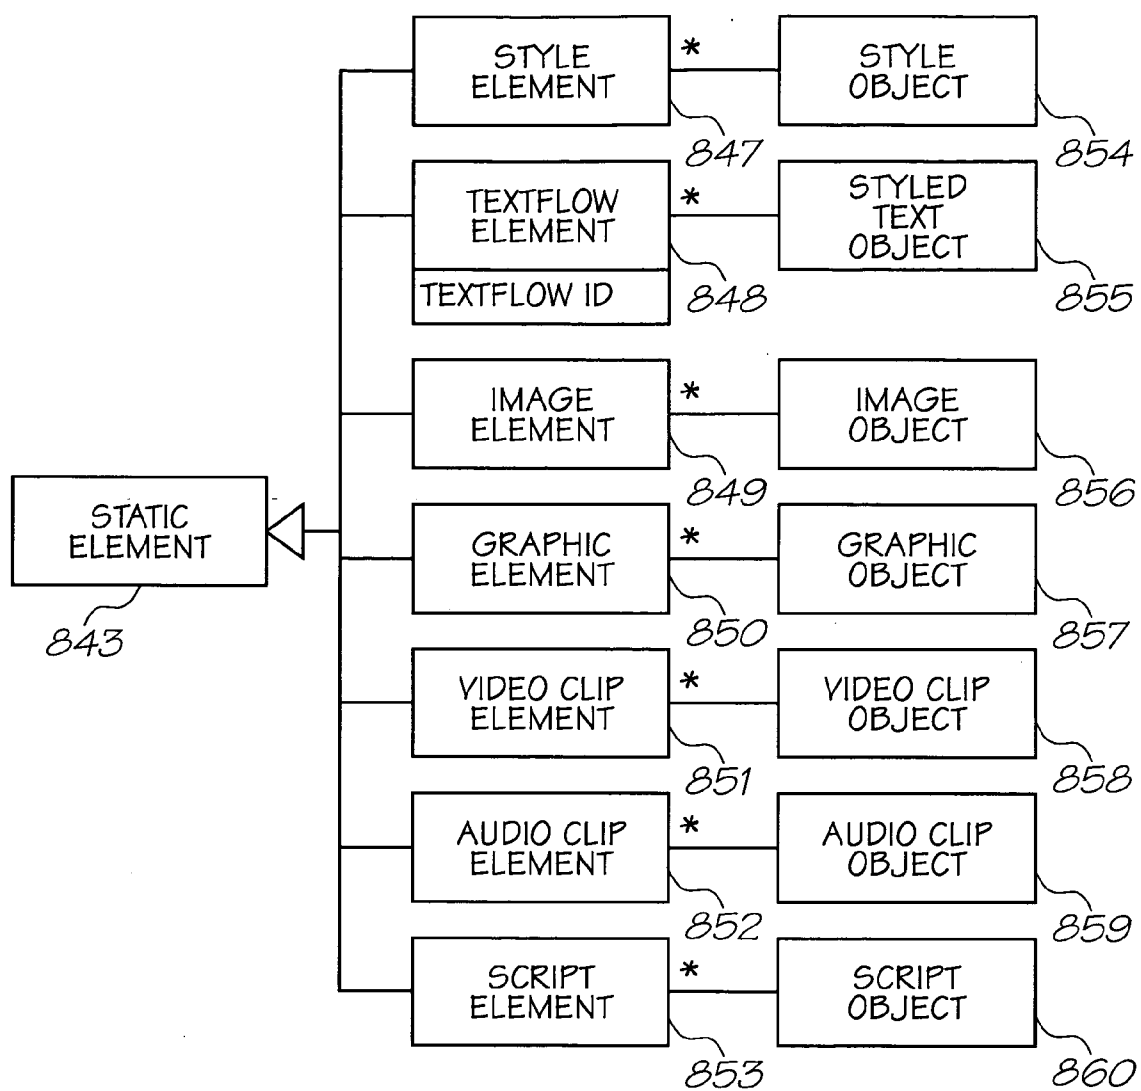 STYLE
ELEMENT
*
STYLE
OBJECT
847
854
TEXTFLOW
ELEMENT
*
STYLED
TEXT
OBJECT
TEXTFLOW ID
848
855
IMAGE
ELEMENT
*
IMAGE
OBJECT
849
856
STATIC
ELEMENT
843
GRAPHIC
ELEMENT
*
GRAPHIC
OBJECT
850
857
VIDEO CLIP
ELEMENT
*
VIDEO CLIP
OBJECT
851
858
AUDIO CLIP
ELEMENT
*
AUDIO CLIP
OBJECT
852
859
SCRIPT
ELEMENT
*
SCRIPT
OBJECT
853
860